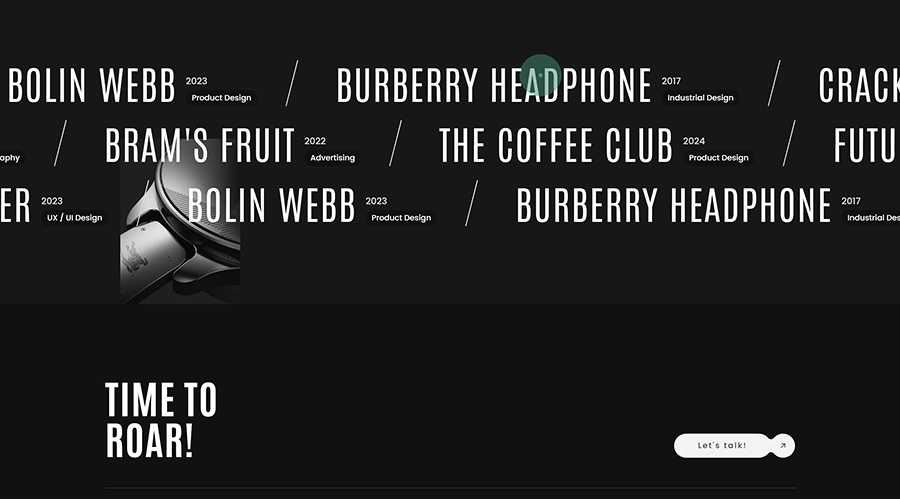 BOLIN WEBB 2023 Product Design / BURBERRY HEADPHONE 2017 Industrial Design / CRACK
aphy / BRAM'S FRUIT 2022 Advertising / THE COFFEE CLUB 2024 Product Design / FUTU
ER 2023 UX / UI Design BOLIN WEBB 2023 Product Design / BURBERRY HEADPHONE 2017 Industrial Des
TIME TO
ROAR!
Let's talk!